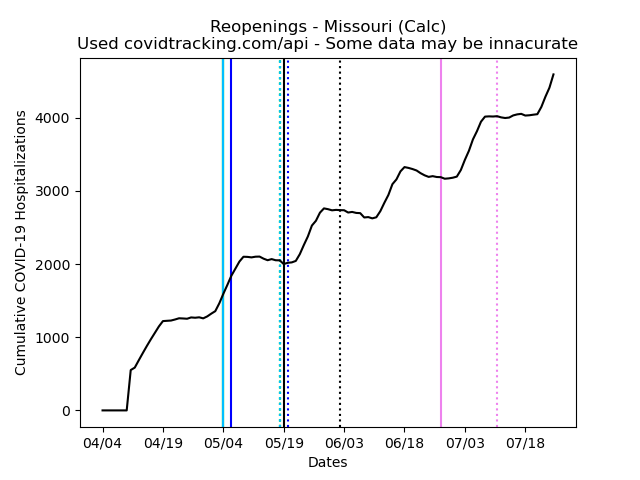 Reopenings - Missouri (Calc)
Used covidtracking.com/api - Some data may be innacurate
Cumulative COVID-19 Hospitalizations
4000
3000
2000
1000
0
04/04 04/19 05/04 05/19 06/03 06/18 07/03 07/18
Dates